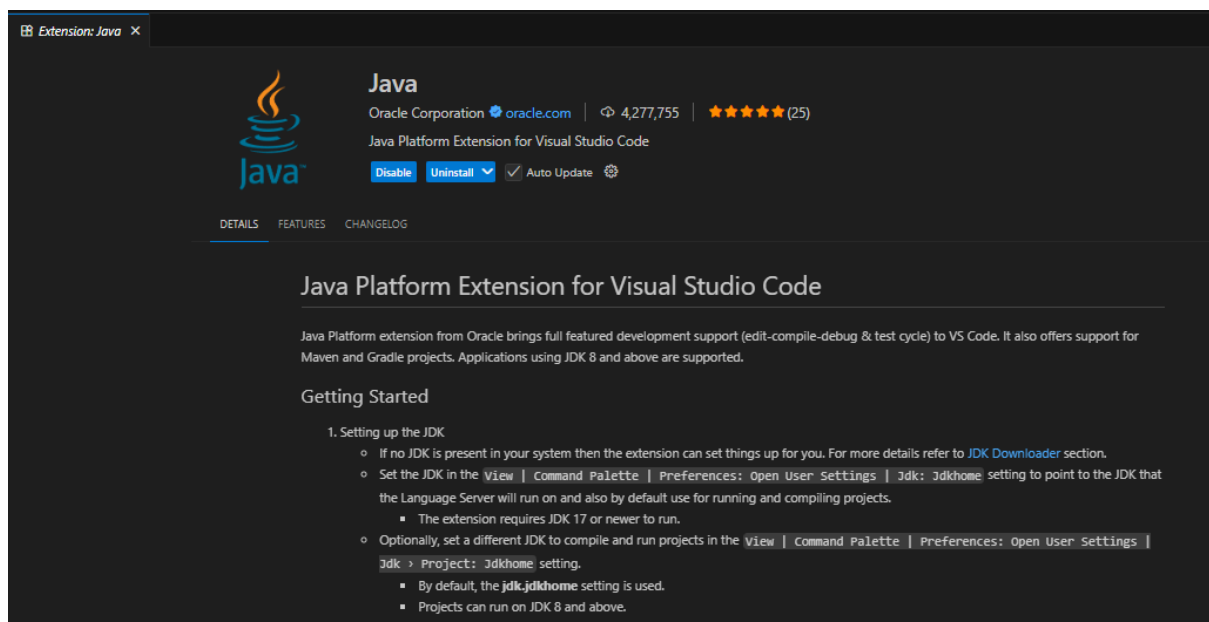 Extension: Java
Java
Oracle Corporation oracle.com 4,277,755 (25)
Java Platform Extension for Visual Studio Code
Java™
Disable Uninstall Auto Update
DETAILS FEATURES CHANGELOG
Java Platform Extension for Visual Studio Code
Java Platform extension from Oracle brings full featured development support (edit-compile-debug & test cycle) to VS Code. It also offers support for
Maven and Gradle projects. Applications using JDK 8 and above are supported.
Getting Started
1. Setting up the JDK
If no JDK is present in your system then the extension can set things up for you. For more details refer to JDK Downloader section.
Set the JDK in the View | Command Palette | Preferences: Open User Settings | Jdk: Jdkhome setting to point to the JDK that
the Language Server will run on and also by default use for running and compiling projects.
The extension requires JDK 17 or newer to run.
Optionally, set a different JDK to compile and run projects in the View | Command Palette | Preferences: Open User Settings |
Jdk › Project: Jdkhome setting.
By default, the jdk.jdkhome setting is used.
Projects can run on JDK 8 and above.